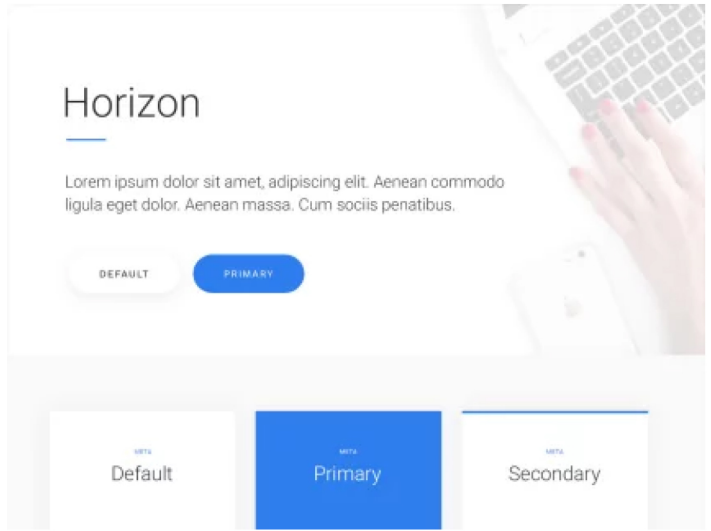 Horizon
Lorem ipsum dolor sit amet, adipiscing elit. Aenean commodo
ligula eget dolor. Aenean massa. Cum sociis penatibus.
DEFAULT PRIMARY
META META META
Default Primary Secondary